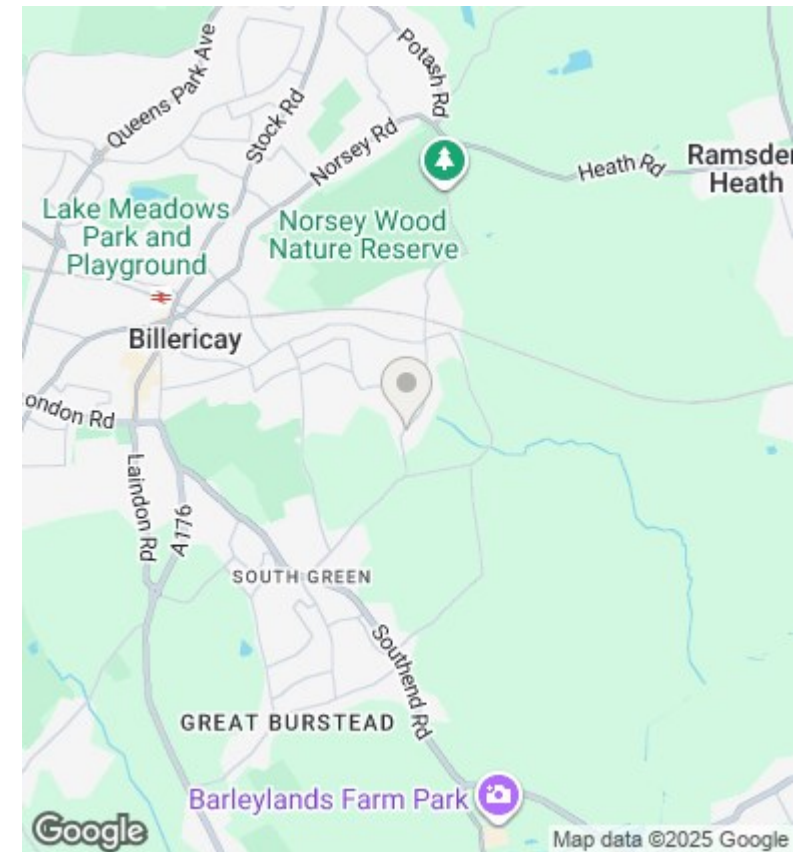 Queens Park Ave
Stock Rd
Potash Rd
Norsey Rd
Heath Rd
Ramsden
Heath
Lake Meadows
Park and
Playground
Norsey Wood
Nature Reserve
Billericay
ondon Rd
Laindon Rd
A176
SOUTH GREEN
Southend Rd
GREAT BURSTEAD
Barleylands Farm Park
Google
Map data ©2025 Google